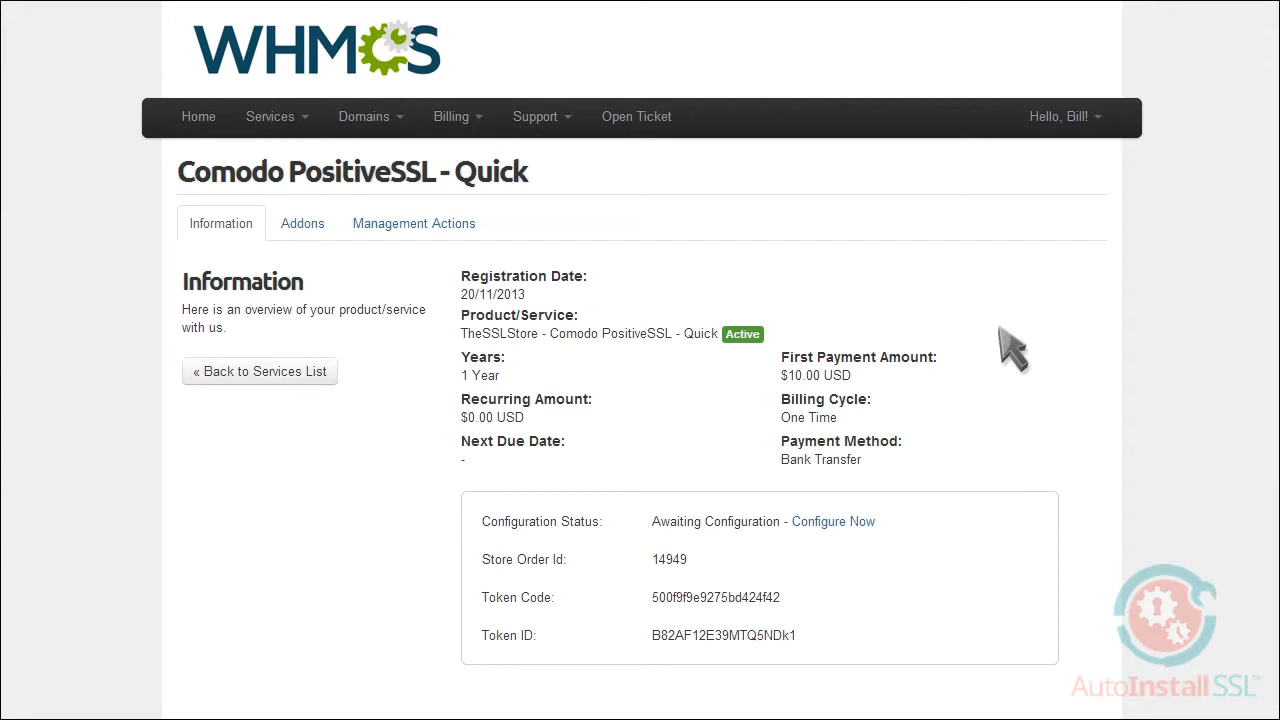 WHMCS
Home Services Domains Billing Support Open Ticket Hello, Bill!
Comodo PositiveSSL - Quick
Information Addons Management Actions
Information
Here is an overview of your product/service
with us.
« Back to Services List
Registration Date:
20/11/2013
Product/Service:
TheSSLStore - Comodo PositiveSSL - Quick Active
Years:
1 Year
First Payment Amount:
$10.00 USD
Recurring Amount:
$0.00 USD
Billing Cycle:
One Time
Next Due Date:
-
Payment Method:
Bank Transfer
Configuration Status: Awaiting Configuration - Configure Now
Store Order Id: 14949
Token Code: 500f9f9e9275bd424f42
Token ID: B82AF12E39MTQ5NDk1
AutoInstall SSL™